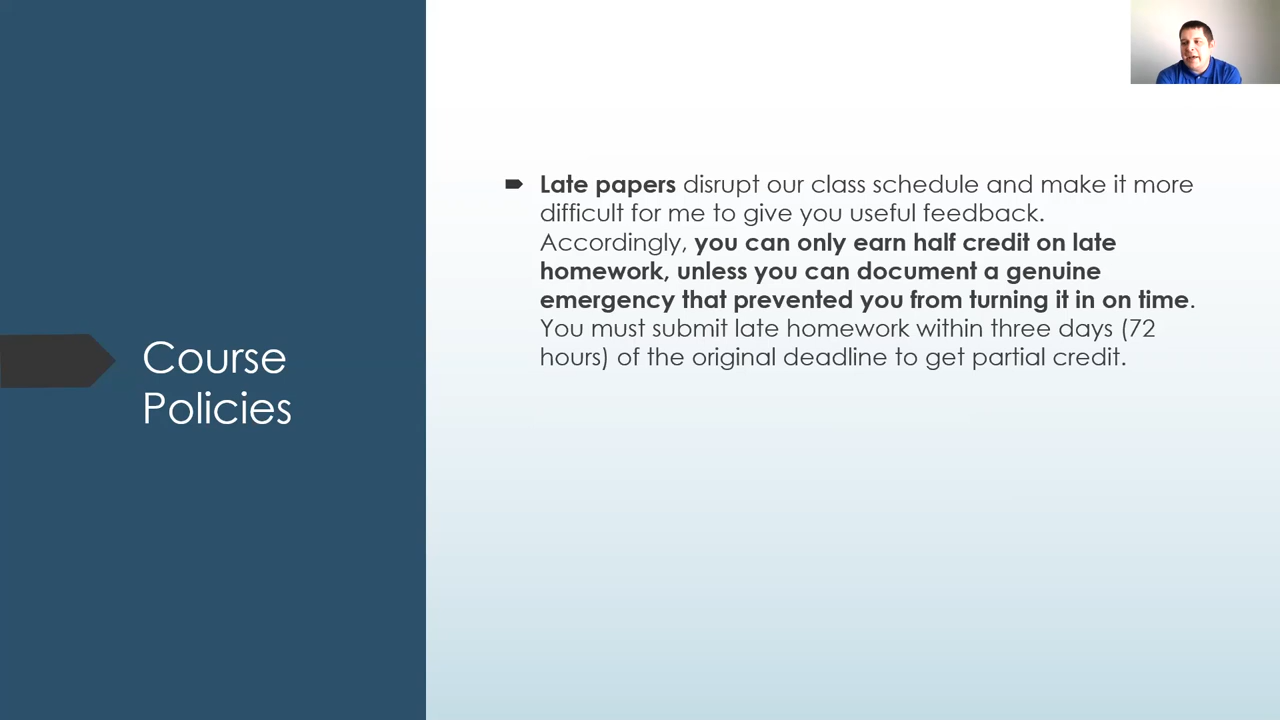 Course
Policies
Late papers disrupt our class schedule and make it more
difficult for me to give you useful feedback.
Accordingly, you can only earn half credit on late
homework, unless you can document a genuine
emergency that prevented you from turning it in on time.
You must submit late homework within three days (72
hours) of the original deadline to get partial credit.